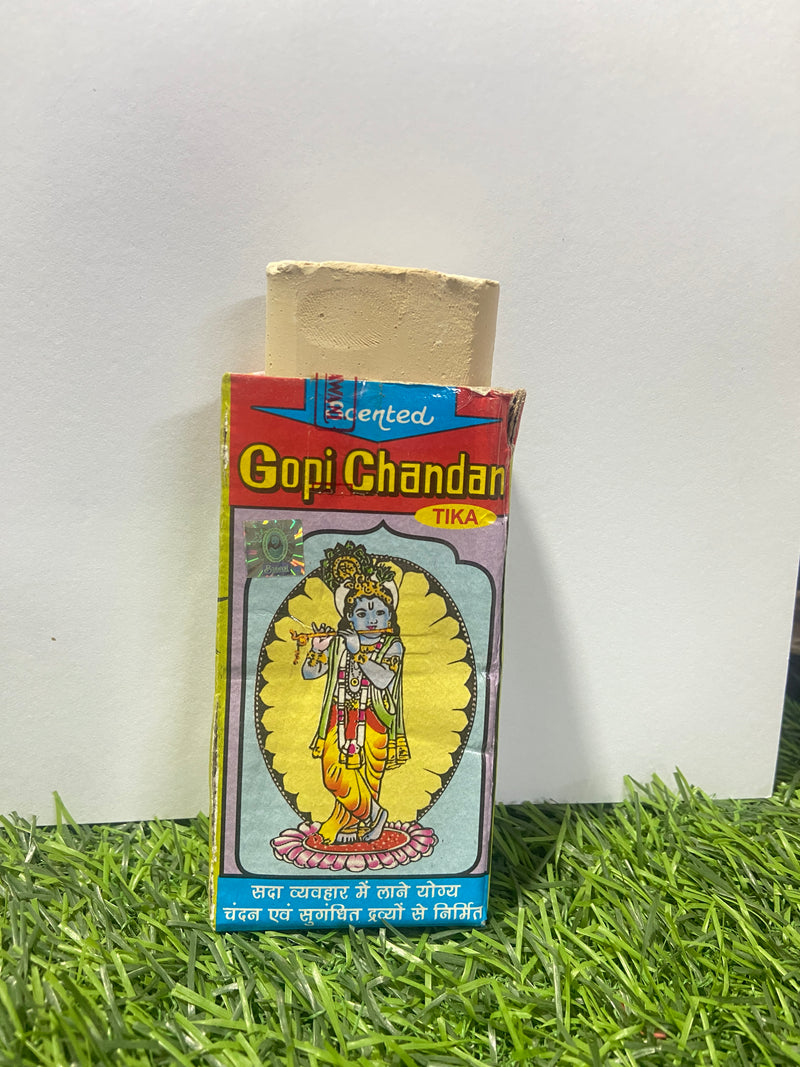 Scented
Gopi Chandan
TIKA
सदा व्यवहार में लाने योग्य
चंदन एवं सुगंधित द्रव्यों से निर्मित